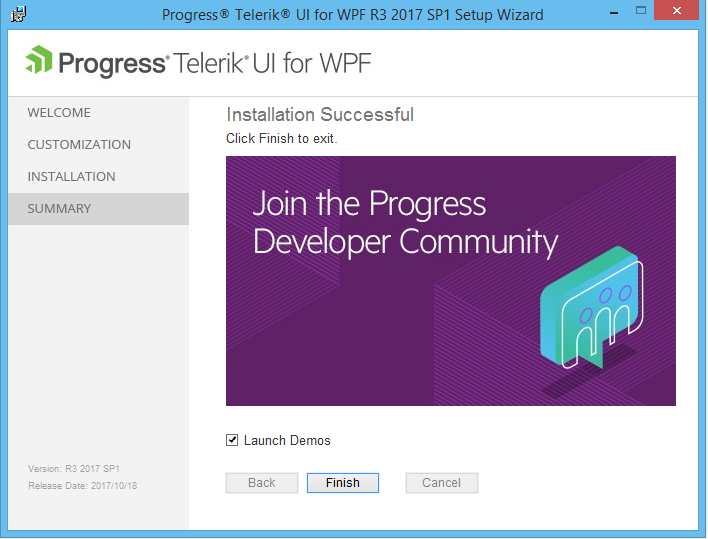 Progress® Telerik® UI for WPF R3 2017 SP1 Setup Wizard
Progress® Telerik® UI for WPF
WELCOME
CUSTOMIZATION
INSTALLATION
SUMMARY
Installation Successful
Click Finish to exit.
Join the Progress
Developer Community
Launch Demos
Version: R3 2017 SP1
Release Date: 2017/10/18
Back
Finish
Cancel